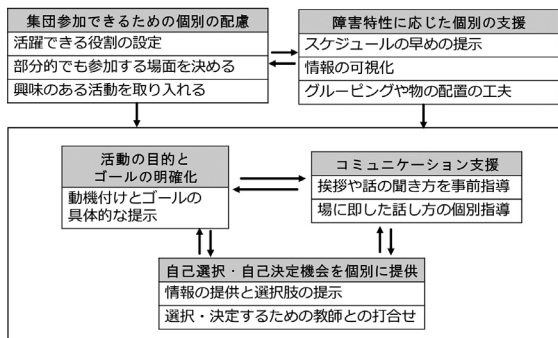 集団参加できるための個別の配慮
活躍できる役割の設定
部分的でも参加する場面を決める
興味のある活動を取り入れる
障害特性に応じた個別の支援
スケジュールの早めの提示
情報の可視化
グルーピングや物の配置の工夫
活動の目的と
ゴールの明確化
動機付けとゴールの
具体的な提示
コミュニケーション支援
挨拶や話の聞き方を事前指導
場に即した話し方の個別指導
自己選択・自己決定機会を個別に提供
情報の提供と選択肢の提示
選択・決定するための教師との打合せ